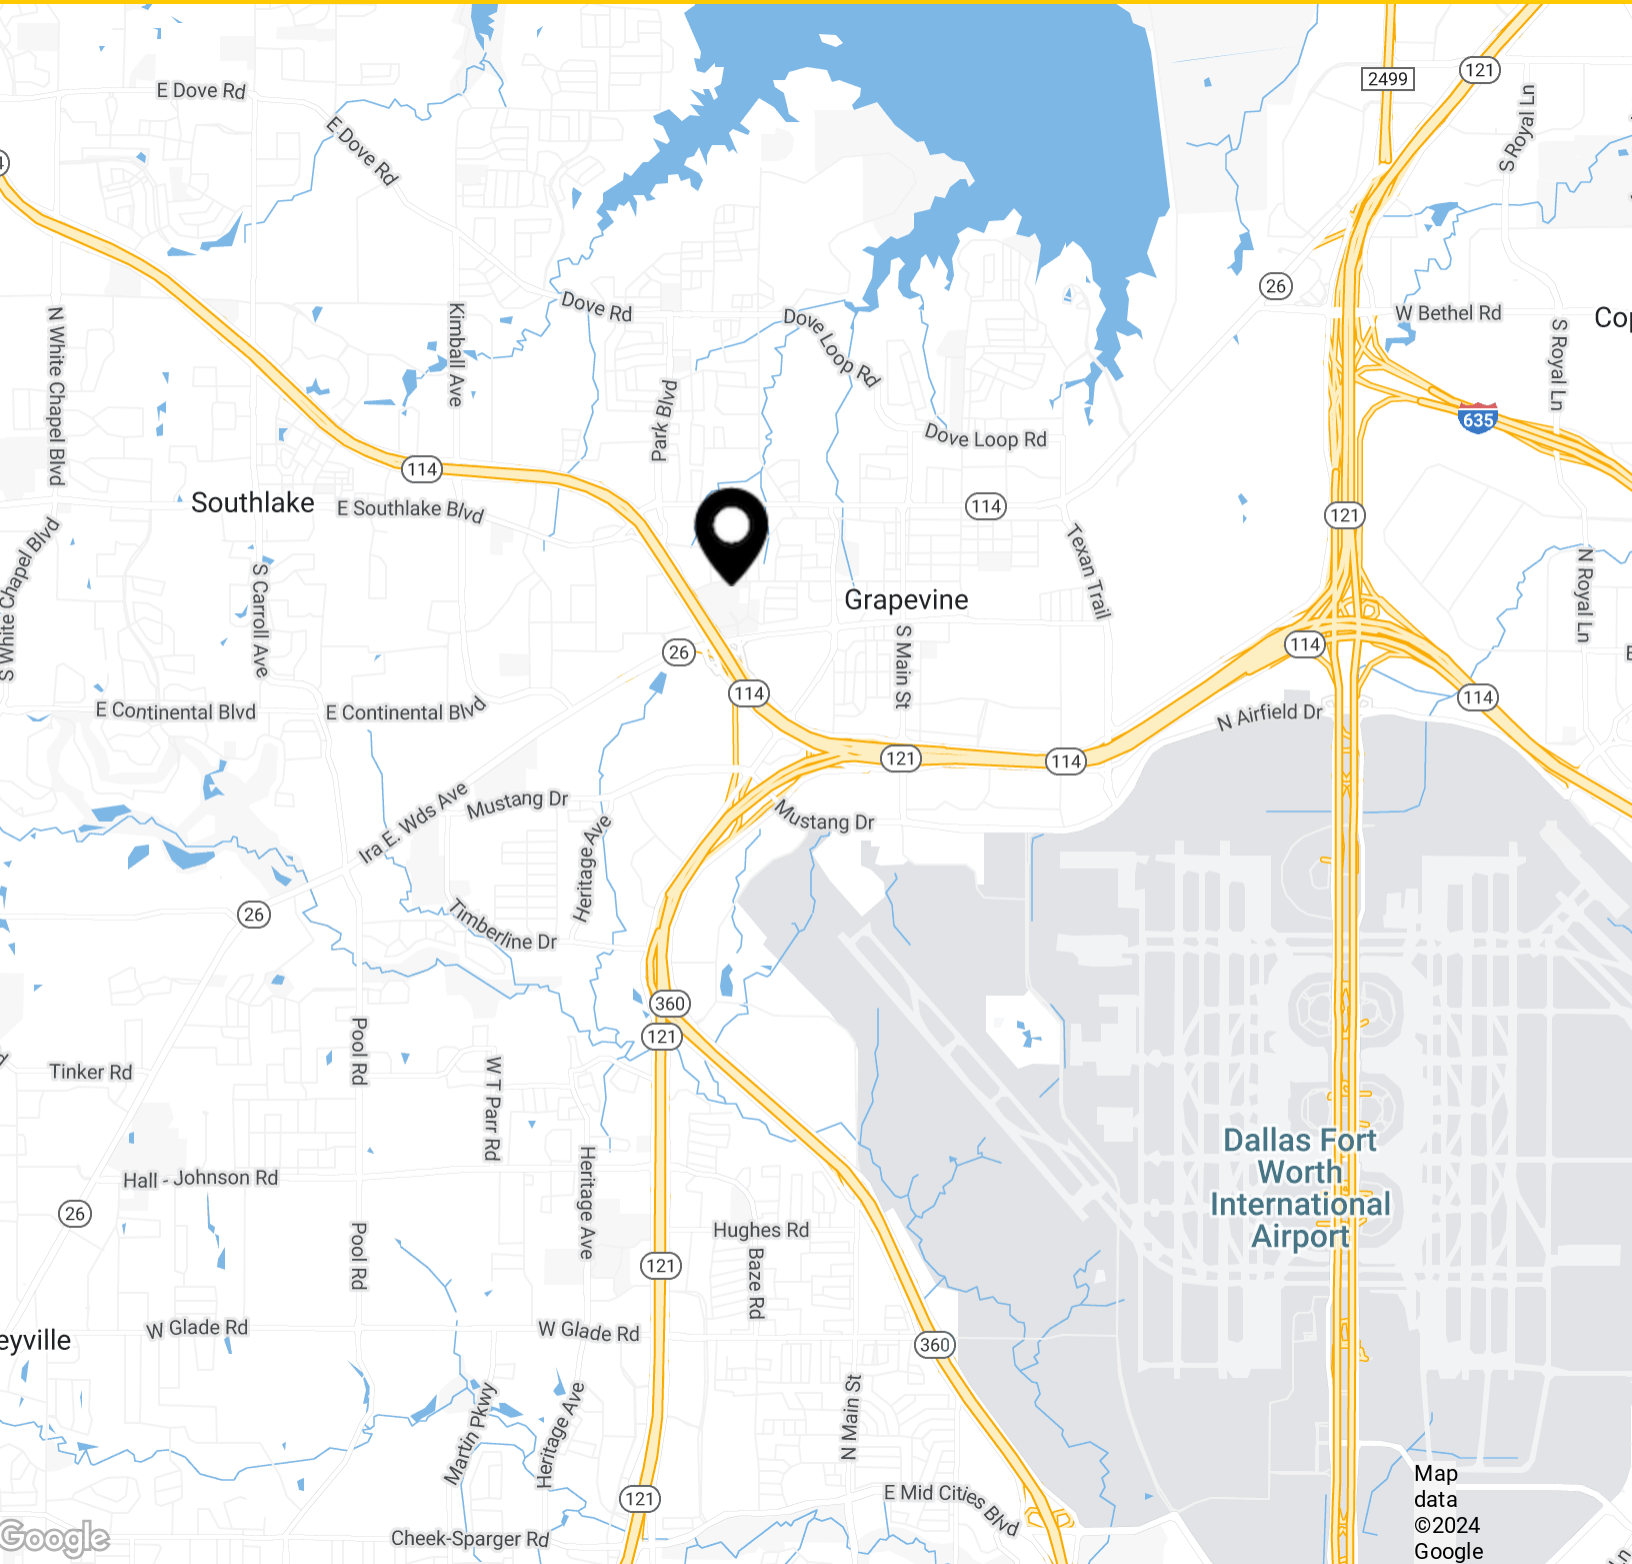 2499
121
E Dove Rd
E Dove Rd
S Royal Ln
26
Dove Rd
W Bethel Rd
Kimball Ave
N White Chapel Blvd
Dove Loop Rd
S Royal Ln
Park Blvd
635
Dove Loop Rd
114
Southlake
E Southlake Blvd
114
121
S White Chapel Blvd
S Carroll Ave
Texan Trail
N Royal Ln
Grapevine
26
S Main St
114
114
114
E Continental Blvd
E Continental Blvd
N Airfield Dr
121
114
Ira E. Wds Ave
Mustang Dr
Mustang Dr
Heritage Ave
26
Timberline Dr
360
121
Pool Rd
Tinker Rd
W T Parr Rd
Dallas Fort
Worth
International
Airport
Hall - Johnson Rd
Heritage Ave
26
Hughes Rd
Pool Rd
121
Baze Rd
W Glade Rd
W Glade Rd
eyville
360
Martin Pkwy
Heritage Ave
N Main St
121
E Mid Cities Blvd
Cheek-Sparger Rd
Google
Map
data
©2024
Google